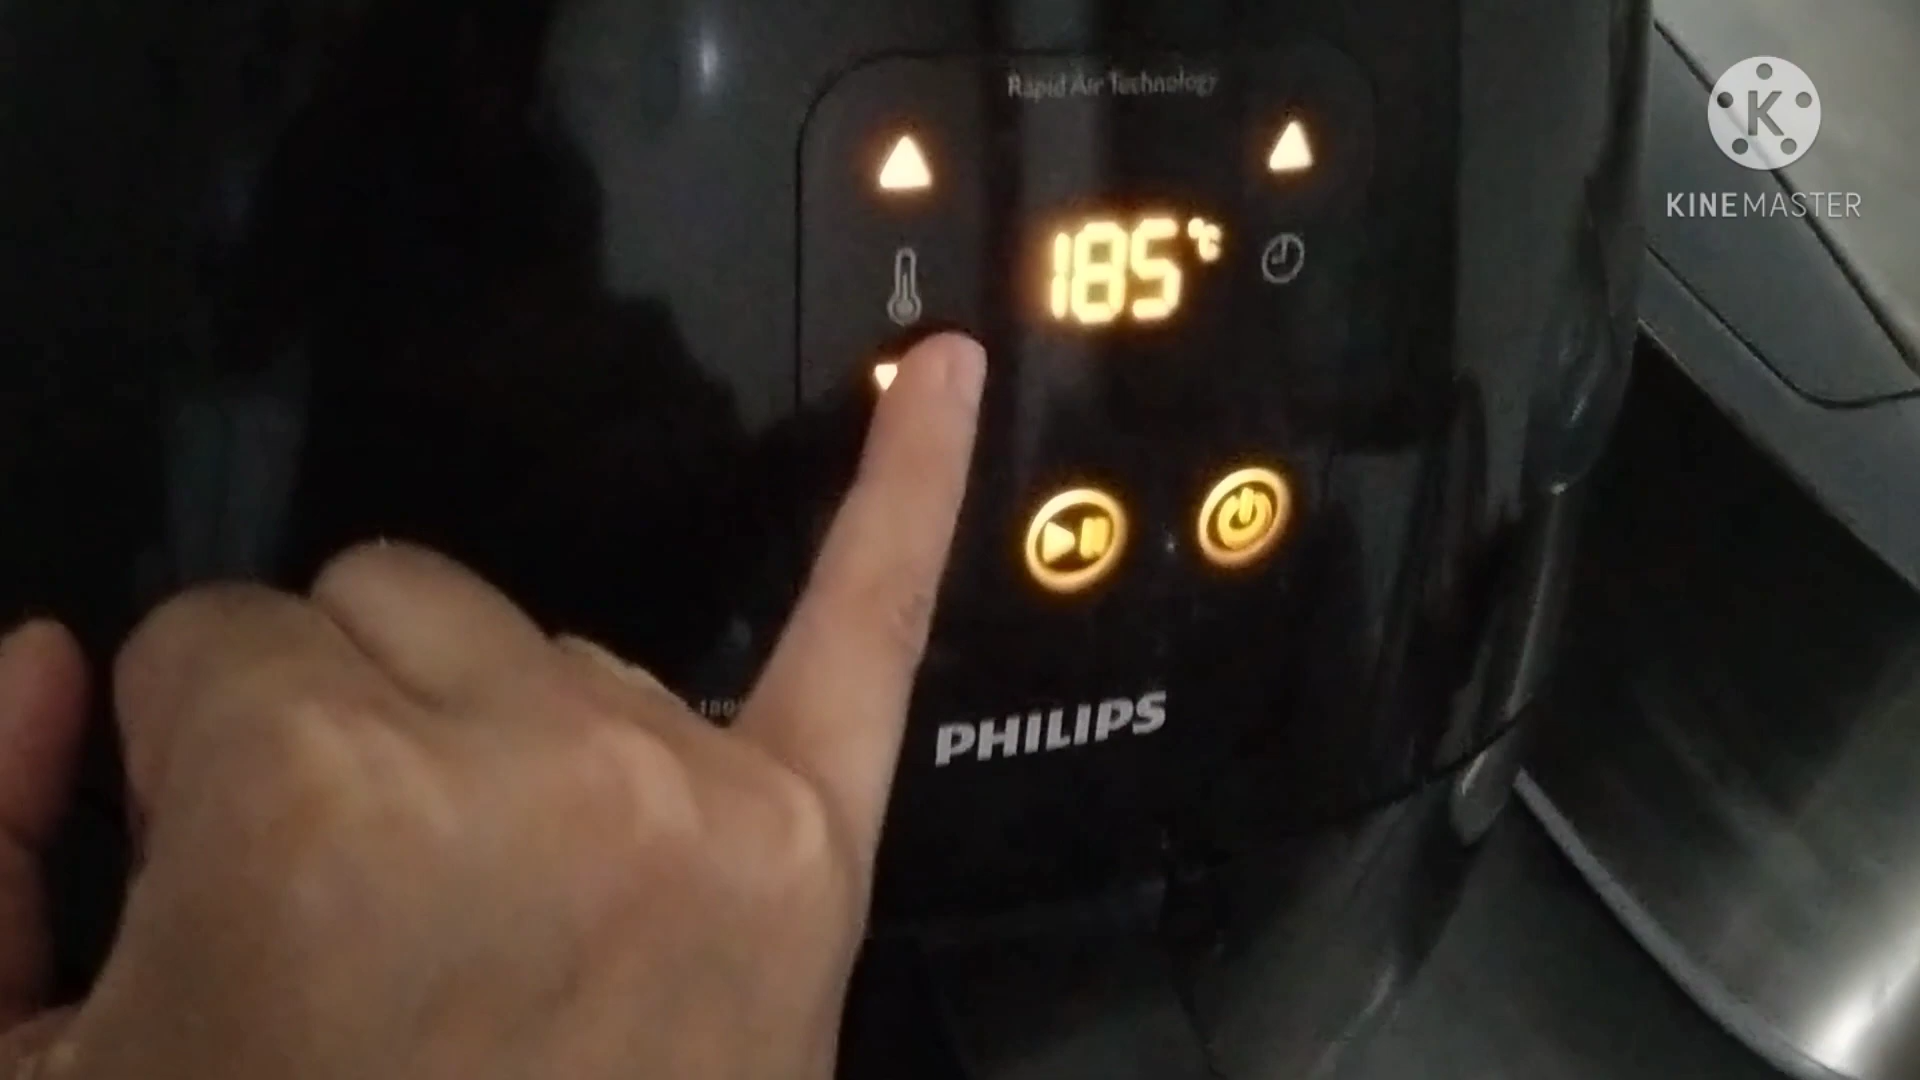 Rapid Air Technology
185°C
PHILIPS
K
KINEMASTER